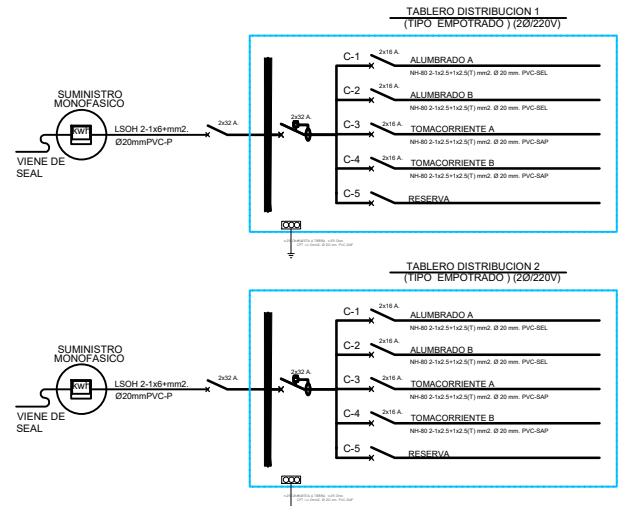 TABLERO DISTRIBUCION 1
(TIPO EMPOTRADO ) (2Ø/220V)
SUMINISTRO
MONOFASICO
KWH
LSOH 2-1x6+mm2.
Ø20mmPVC-P
VIENE DE
SEAL
2x32 A.
2x32 A.
C-1
2x16 A.
ALUMBRADO A
NH-80 2-1x2.5+1x2.5(T) mm2. Ø 20 mm. PVC-SEL
C-2
2x16 A.
ALUMBRADO B
NH-80 2-1x2.5+1x2.5(T) mm2. Ø 20 mm. PVC-SEL
C-3
2x16 A.
TOMACORRIENTE A
NH-80 2-1x2.5+1x2.5(T) mm2. Ø 20 mm. PVC-SAP
C-4
2x16 A.
TOMACORRIENTE B
NH-80 2-1x2.5+1x2.5(T) mm2. Ø 20 mm. PVC-SAP
C-5
RESERVA
TABLERO DISTRIBUCION 2
(TIPO EMPOTRADO ) (2Ø/220V)
SUMINISTRO
MONOFASICO
KWH
LSOH 2-1x6+mm2.
Ø20mmPVC-P
VIENE DE
SEAL
2x32 A.
2x32 A.
C-1
2x16 A.
ALUMBRADO A
NH-80 2-1x2.5+1x2.5(T) mm2. Ø 20 mm. PVC-SEL
C-2
2x16 A.
ALUMBRADO B
NH-80 2-1x2.5+1x2.5(T) mm2. Ø 20 mm. PVC-SEL
C-3
2x16 A.
TOMACORRIENTE A
NH-80 2-1x2.5+1x2.5(T) mm2. Ø 20 mm. PVC-SAP
C-4
2x16 A.
TOMACORRIENTE B
NH-80 2-1x2.5+1x2.5(T) mm2. Ø 20 mm. PVC-SAP
C-5
RESERVA